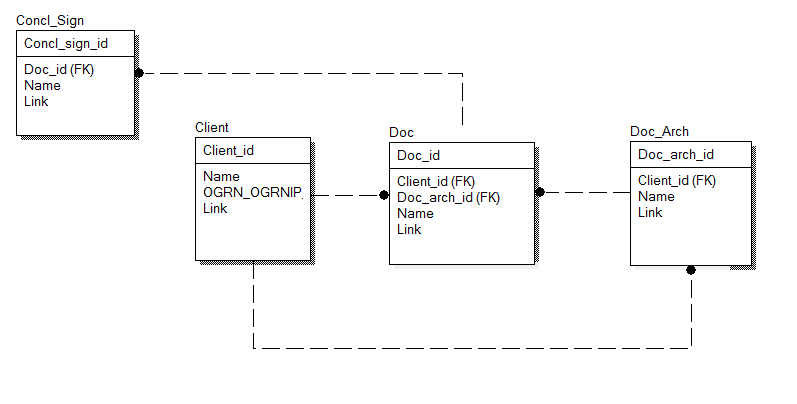 Concl_Sign
Concl_sign_id
Doc_id (FK)
Name
Link
Client
Client_id
Name
OGRN_OGRNIP_
Link
Doc
Doc_id
Client_id (FK)
Doc_arch_id (FK)
Name
Link
Doc_Arch
Doc_arch_id
Client_id (FK)
Name
Link